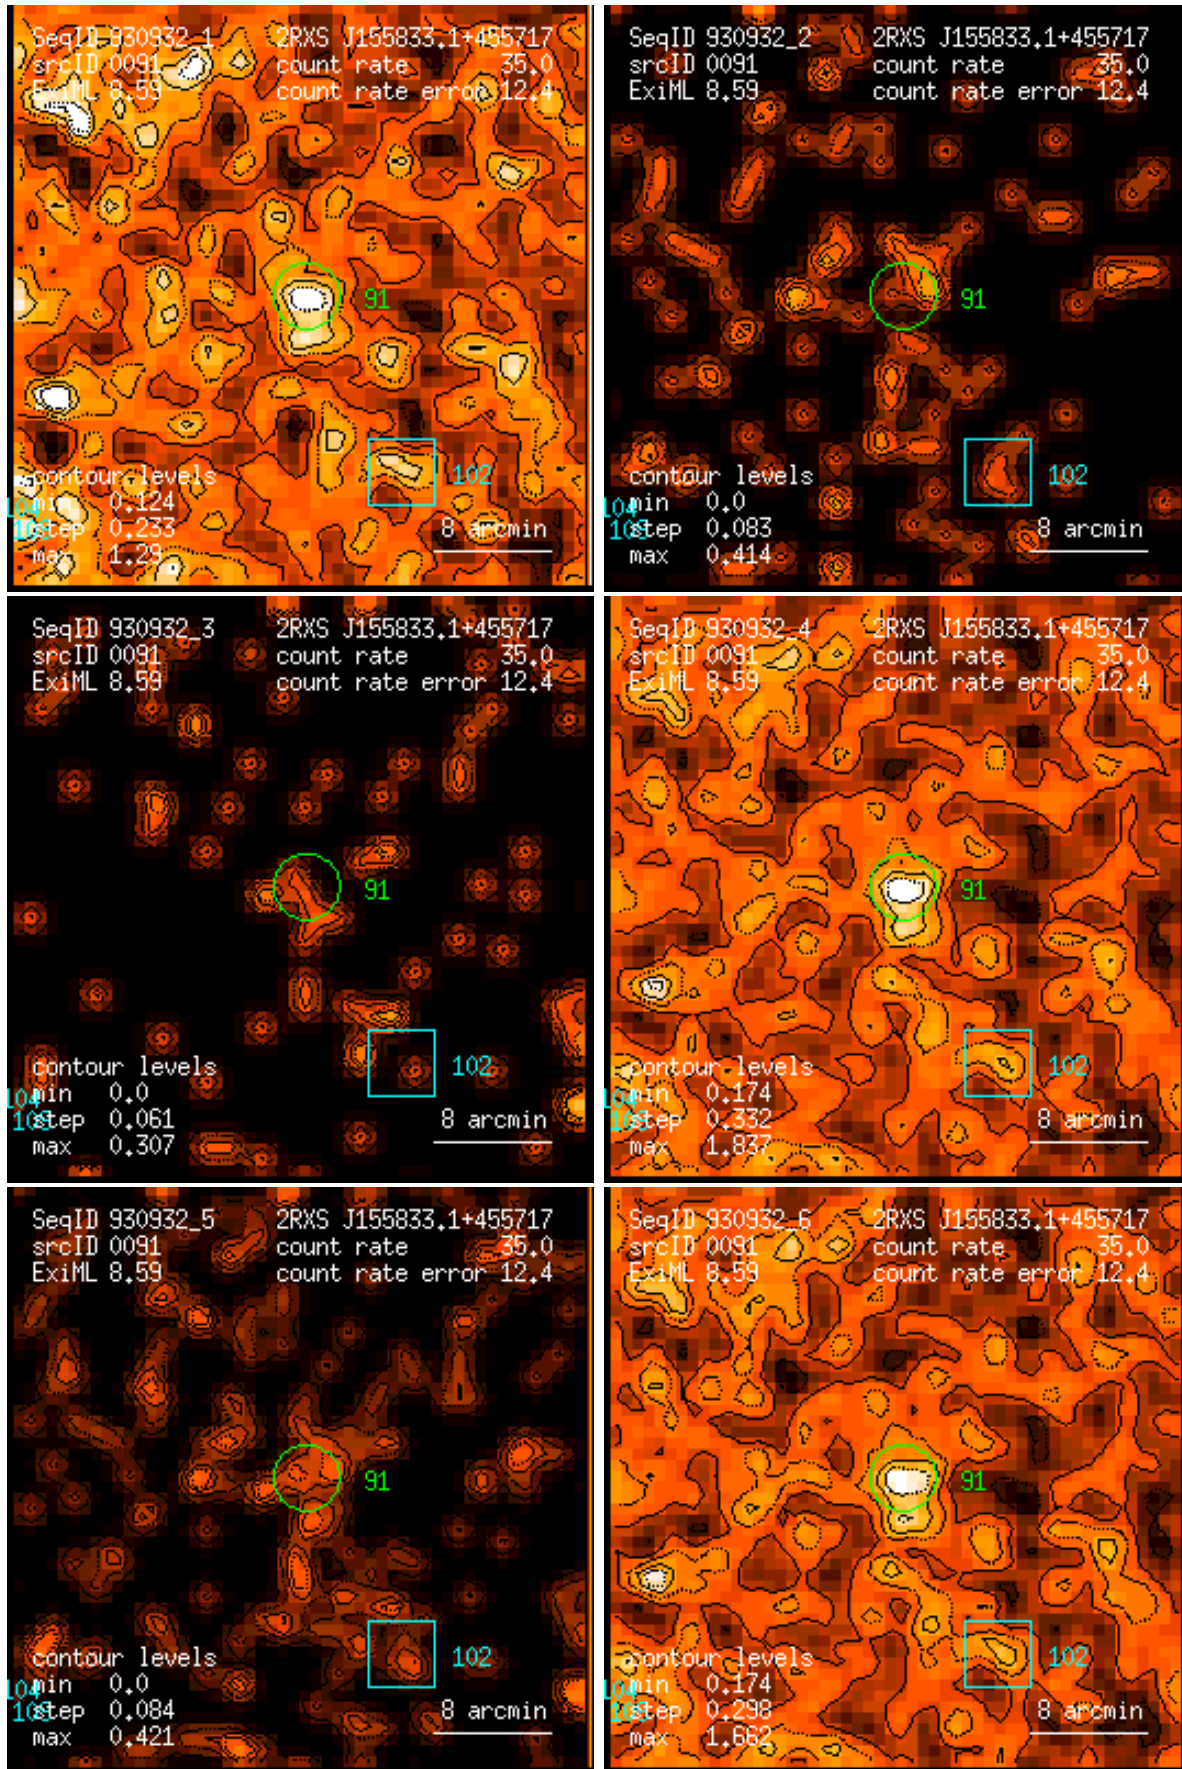 SeqID 930932_1 2RXS J155833.1+455717
srcID 0091 count rate 35.0
ExiML 8.59 count rate error 12.4
91
102
contour levels
min 0.124
step 0.233
max 1.29
104
8 arcmin
SeqID 930932_2 2RXS J155833.1+455717
srcID 0091 count rate 35.0
ExiML 8.59 count rate error 12.4
91
102
contour levels
min 0.0
step 0.083
max 0.414
104
8 arcmin
SeqID 930932_3 2RXS J155833.1+455717
srcID 0091 count rate 35.0
ExiML 8.59 count rate error 12.4
91
102
contour levels
min 0.0
step 0.061
max 0.307
104
8 arcmin
SeqID 930932_4 2RXS J155833.1+455717
srcID 0091 count rate 35.0
ExiML 8.59 count rate error 12.4
91
102
contour levels
min 0.174
step 0.332
max 1.837
104
8 arcmin
SeqID 930932_5 2RXS J155833.1+455717
srcID 0091 count rate 35.0
ExiML 8.59 count rate error 12.4
91
102
contour levels
min 0.0
step 0.084
max 0.421
104
8 arcmin
SeqID 930932_6 2RXS J155833.1+455717
srcID 0091 count rate 35.0
ExiML 8.59 count rate error 12.4
91
102
contour levels
min 0.174
step 0.298
max 1.662
104
8 arcmin